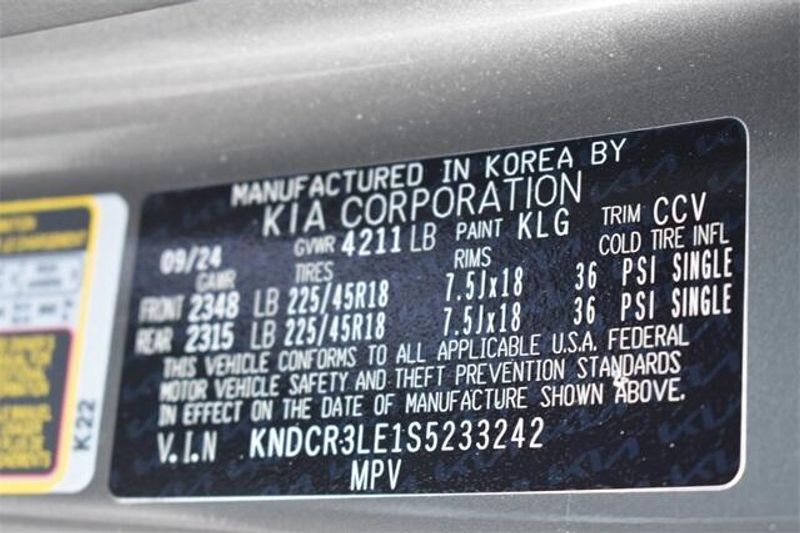 MANUFACTURED IN KOREA BY
KIA CORPORATION
09/24 GVWR 4211 LB PAINT KLG TRIM CCV
GAWR TIRES RIMS COLD TIRE INFL
FRONT 2348 LB 225/45R18 7.5Jx18 36 PSI SINGLE
REAR 2315 LB 225/45R18 7.5Jx18 36 PSI SINGLE
THIS VEHICLE CONFORMS TO ALL APPLICABLE U.S.A. FEDERAL
MOTOR VEHICLE SAFETY AND THEFT PREVENTION STANDARDS
IN EFFECT ON THE DATE OF MANUFACTURE SHOWN ABOVE.
V.I.N KNDCR3LE1S5233242
MPV
K22